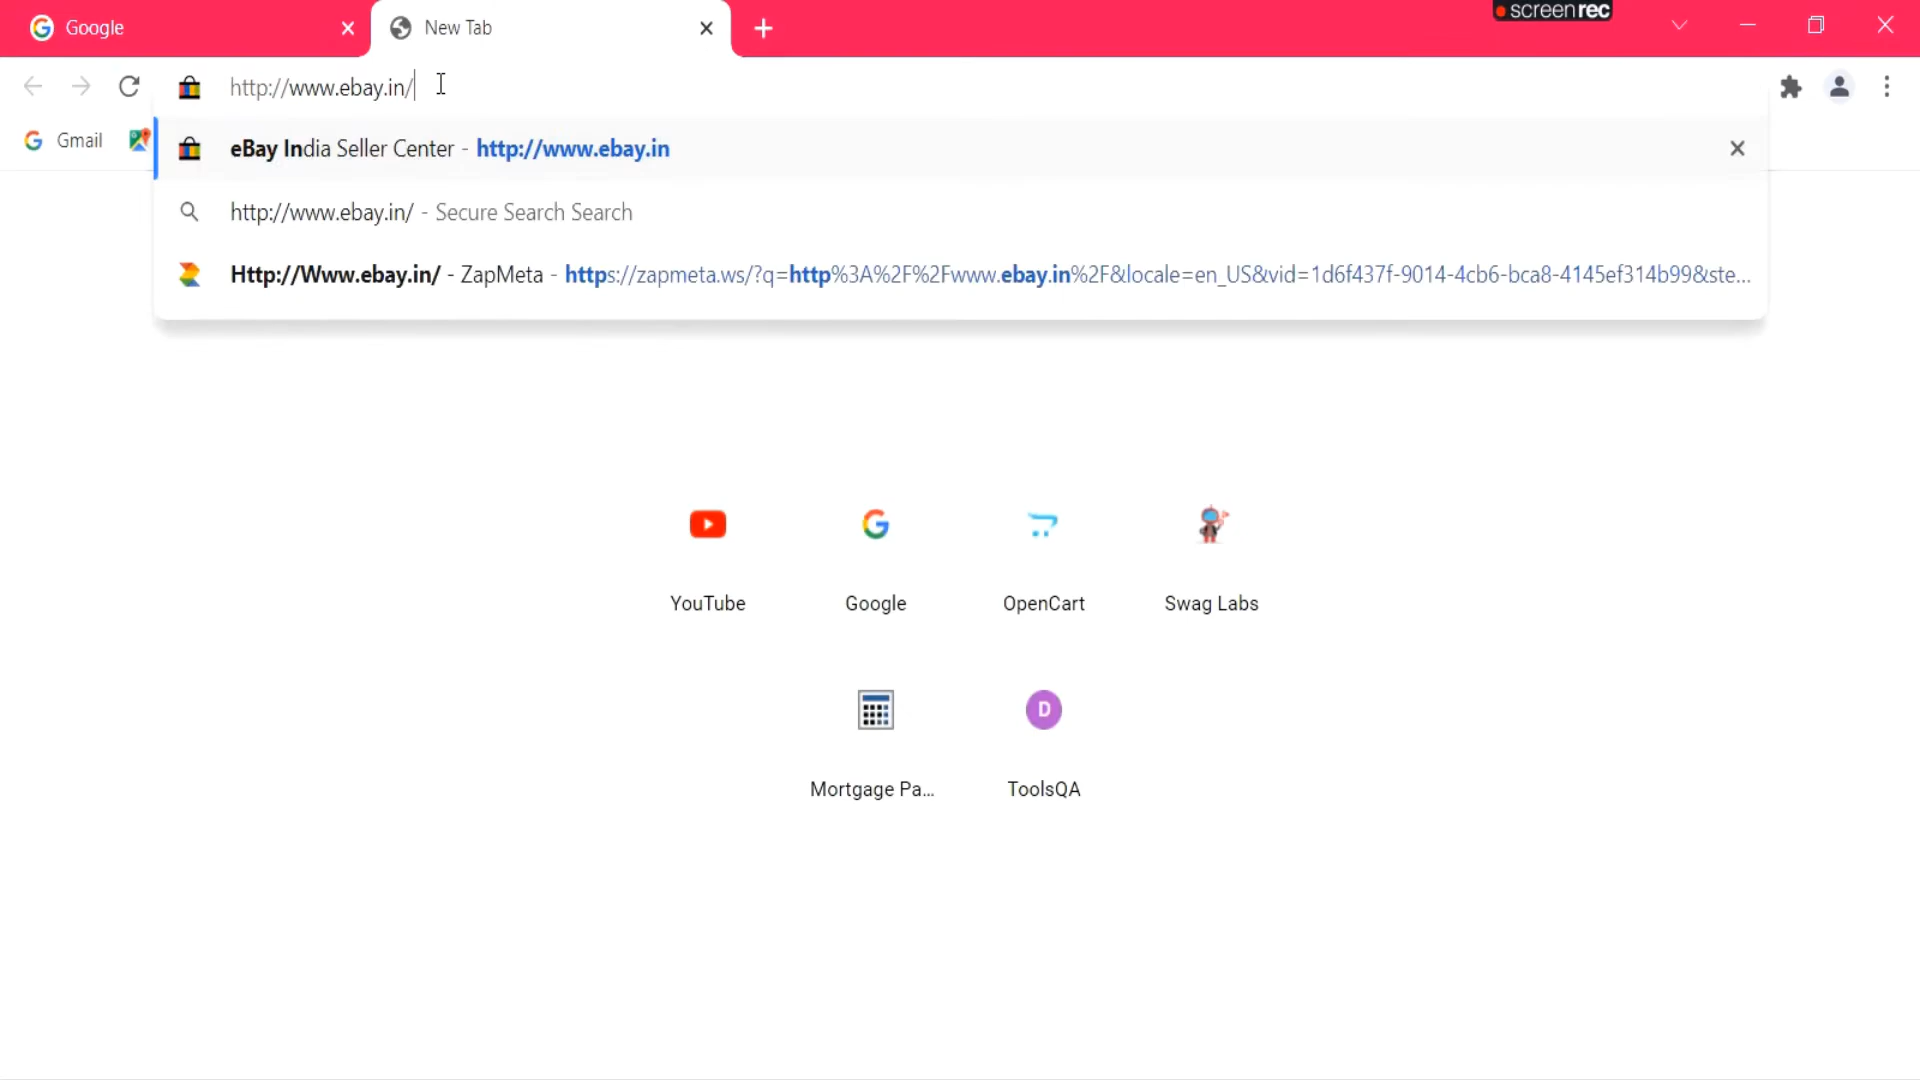 Google
New Tab
screenrec
http://www.ebay.in/
Gmail
eBay India Seller Center - http://www.ebay.in
http://www.ebay.in/ - Secure Search Search
Http://Www.ebay.in/ - ZapMeta - https://zapmeta.ws/?q=http%3A%2F%2Fwww.ebay.in%2F&locale=en_US&vid=1d6f437f-9014-4cb6-bca8-4145ef314b99&ste...
YouTube
Google
OpenCart
Swag Labs
D
Mortgage Pa...
ToolsQA